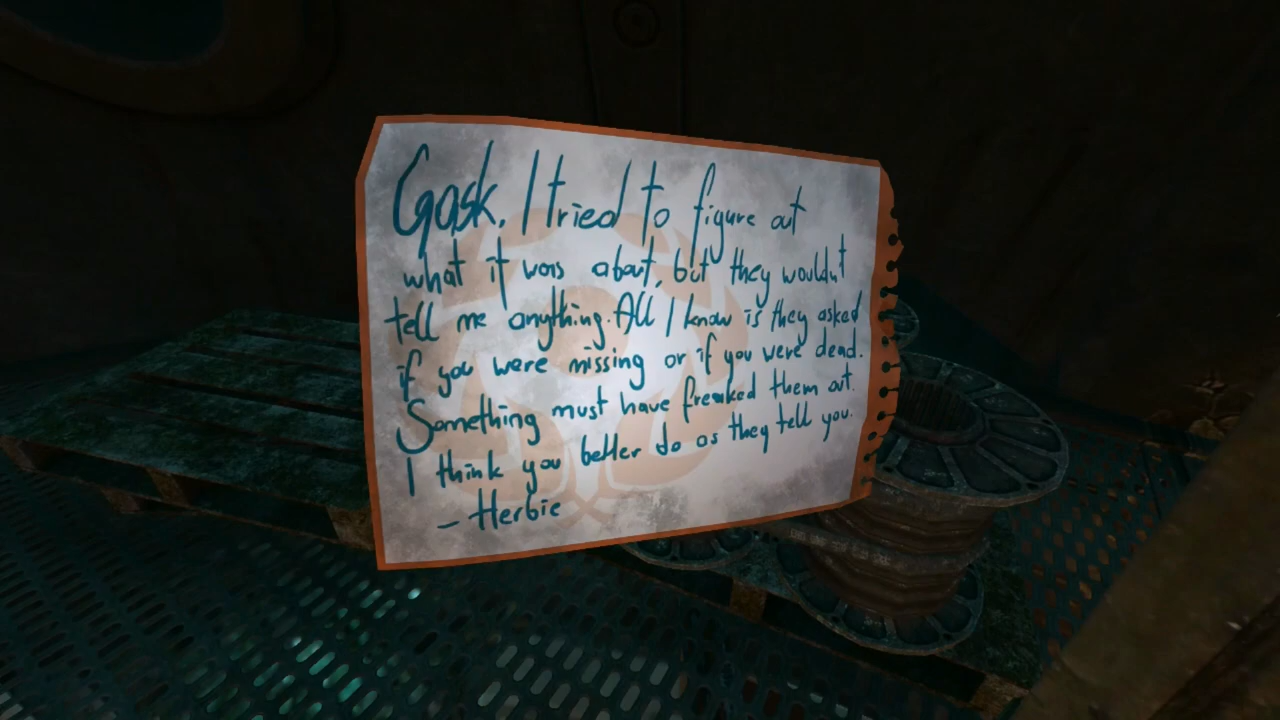 Gask, I tried to figure out
what it was about, but they wouldn't
tell me anything. All I know is they asked
if you were missing or if you were dead.
Something must have freaked them out.
I think you better do as they tell you.
– Herbie